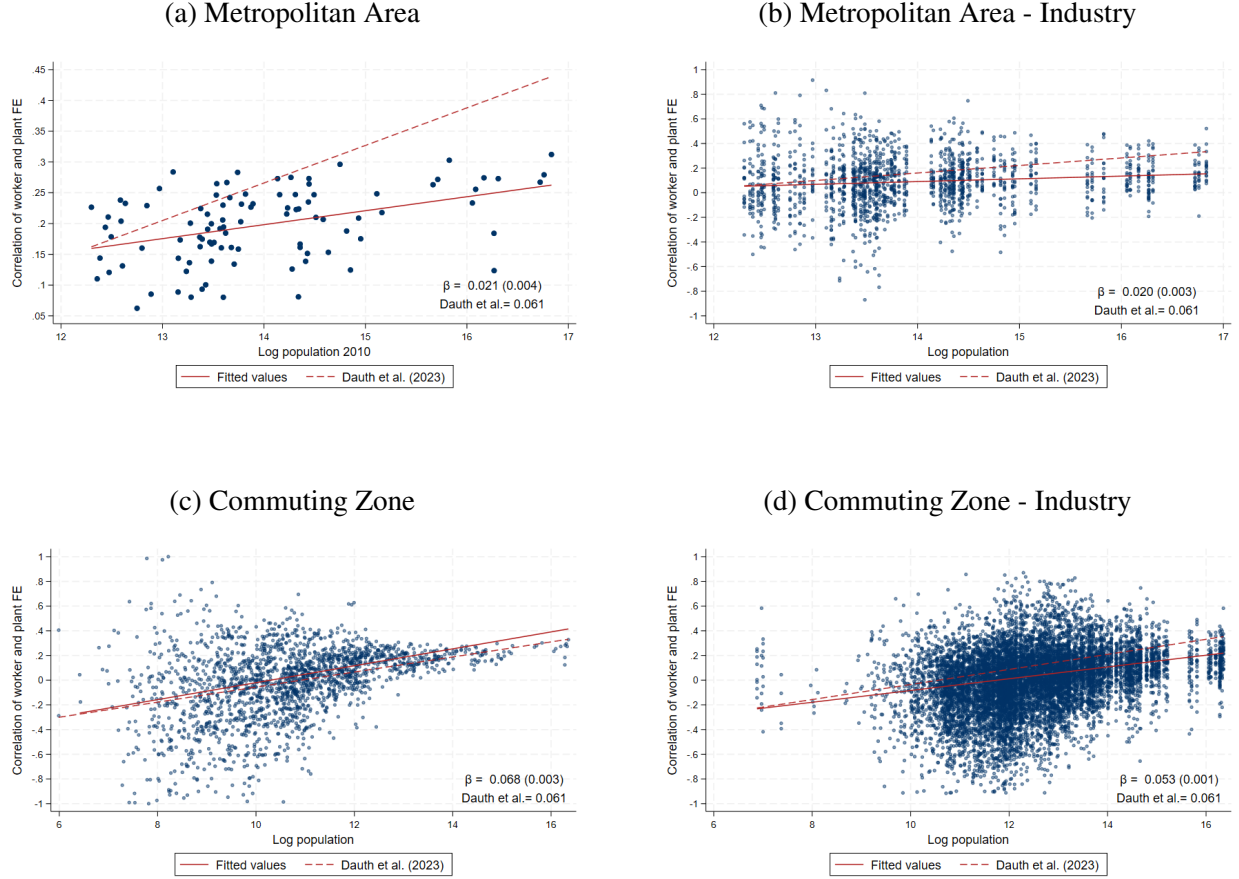 (a) Metropolitan Area
Correlation of worker and plant FE
.45
.4
.35
.3
.25
.2
.15
.1
.05
β = 0.021 (0.004)
Dauth et al.= 0.061
12 13 14 15 16 17
Log population 2010
Fitted values Dauth et al. (2023)
(b) Metropolitan Area - Industry
Correlation of worker and plant FE
1
.8
.6
.4
.2
0
-.2
-.4
-.6
-.8
-1
β = 0.020 (0.003)
Dauth et al.= 0.061
12 13 14 15 16 17
Log population
Fitted values Dauth et al. (2023)
(c) Commuting Zone
Correlation of worker and plant FE
1
.8
.6
.4
.2
0
-.2
-.4
-.6
-.8
-1
β = 0.068 (0.003)
Dauth et al.= 0.061
6 8 10 12 14 16
Log population
Fitted values Dauth et al. (2023)
(d) Commuting Zone - Industry
Correlation of worker and plant FE
1
.8
.6
.4
.2
0
-.2
-.4
-.6
-.8
-1
β = 0.053 (0.001)
Dauth et al.= 0.061
6 8 10 12 14 16
Log population
Fitted values Dauth et al. (2023)